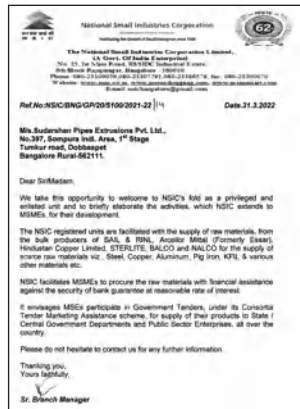 National Small Industries Corporation
62
The National Small Industries Corporation Limited,
(A Govt. Of India Enterprise)
Ref.No:NSIC/BNG/GP/20/5100/2021-22 Date.31.3.2022
M/s.Sudarshan Pipes Extrusions Pvt. Ltd.,
No.397, Sompura Indl. Area, 1st Stage
Tumkur road, Dobbaspet
Bangalore Rural-562111.
Dear Sir/Madam,
We take this opportunity to welcome to NSIC's fold as a privileged and
enlisted unit and to briefly elaborate the activities, which NSIC extends to
MSMEs, for their development.
The NSIC registered units are facilitated with the supply of raw materials, from
the bulk producers of SAIL & RINL, Arcellor Mittal (Formerly Essar),
Hindustan Copper Limited, STERLITE, BALCO and NALCO for the supply of
scarce raw materials viz., Steel, Copper, Aluminum, Pig Iron, & various
other materials etc.
NSIC facilitates MSMEs to procure the raw materials with financial assistance
against the security of bank guarantee at reasonable rate of interest.
It envisages MSEs participate in Government Tenders, under its Consortia
Tender Marketing Assistance scheme, for supply of their products to State /
Central Government Departments and Public Sector Enterprises, all over the
country.
Please do not hesitate to contact us for any further information.
Thanking you,
Yours faithfully,
Sr. Branch Manager